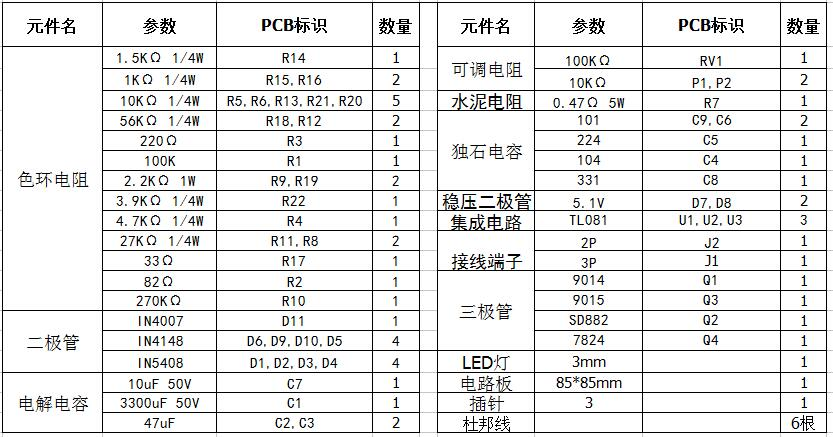 元件名 参数 PCB标识 数量 元件名 参数 PCB标识 数量
色环电阻 1.5KΩ 1/4W R14 1
1KΩ 1/4W R15,R16 2
10KΩ 1/4W R5,R6,R13,R21,R20 5
56KΩ 1/4W R18,R12 2
220Ω R3 1
100K R1 1
2.2KΩ 1W R9,R19 2
3.9KΩ 1/4W R22 1
4.7KΩ 1/4W R4 1
27KΩ 1/4W R11,R8 2
33Ω R17 1
82Ω R2 1
270KΩ R10 1
二极管 IN4007 D11 1
IN4148 D6,D9,D10,D5 4
IN5408 D1,D2,D3,D4 4
电解电容 10uF 50V C7 1
3300uF 50V C1 1
47uF C2,C3 2
可调电阻 100KΩ RV1 1
10KΩ P1,P2 2
水泥电阻 0.47Ω 5W R7 1
独石电容 101 C9,C6 2
224 C5 1
104 C4 1
331 C8 1
稳压二极管 5.1V D7,D8 2
集成电路 TL081 U1,U2,U3 3
接线端子 2P J2 1
3P J1 1
三极管 9014 Q1 1
9015 Q3 1
SD882 Q2 1
7824 Q4 1
LED灯 3mm 1
电路板 85*85mm 1
插针 3 1
杜邦线 6根